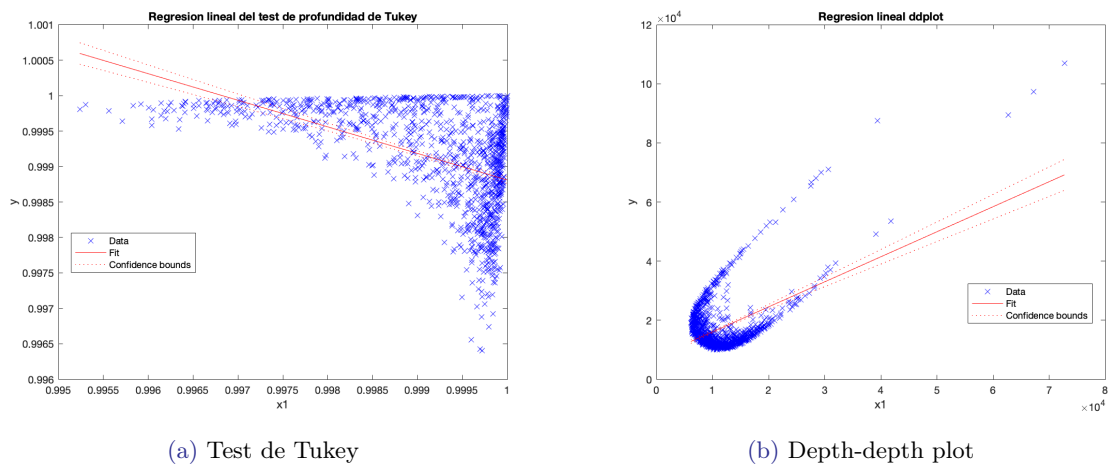 Regresion lineal del test de profundidad de Tukey
1.001
1.0005
1
0.9995
0.999
0.9985
0.998
0.9975
0.997
0.9965
0.996
y
0.995 0.9955 0.996 0.9965 0.997 0.9975 0.998 0.9985 0.999 0.9995 1
x1
Data
Fit
Confidence bounds
(a) Test de Tukey
Regresion lineal ddplot
×10⁴
12
10
8
6
4
2
0
y
0 1 2 3 4 5 6 7 8
x1
×10⁴
Data
Fit
Confidence bounds
(b) Depth-depth plot